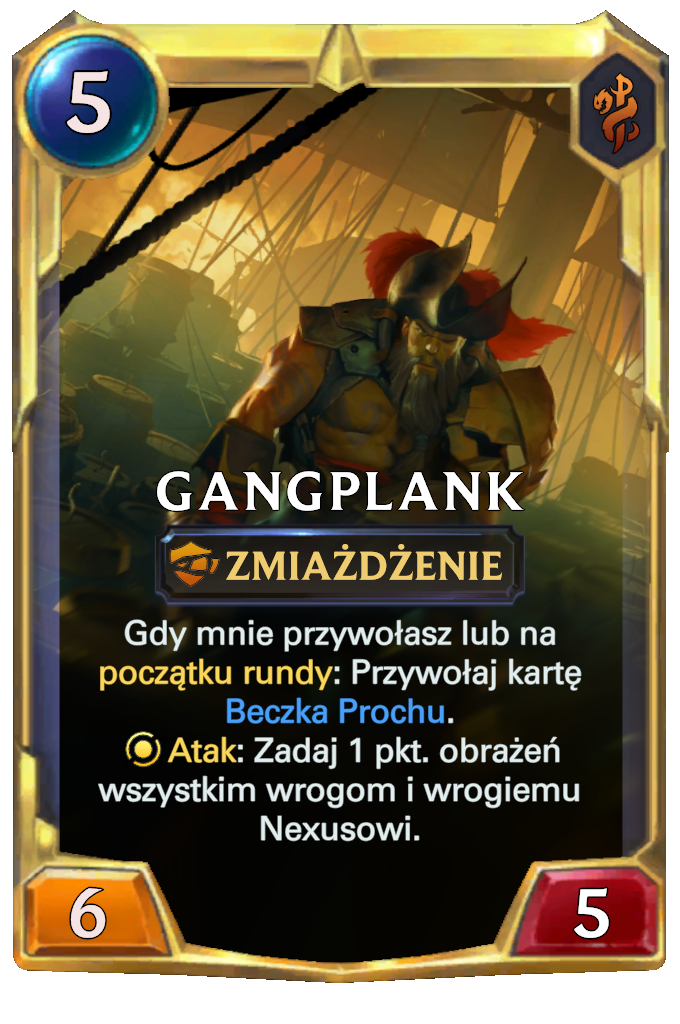 5
GANGPLANK
ZMIAŻDŻENIE
Gdy mnie przywołasz lub na
początku rundy: Przywołaj kartę
Beczka Prochu.
Atak: Zadaj 1 pkt. obrażeń
wszystkim wrogom i wrogiemu
Nexusowi.
6
5